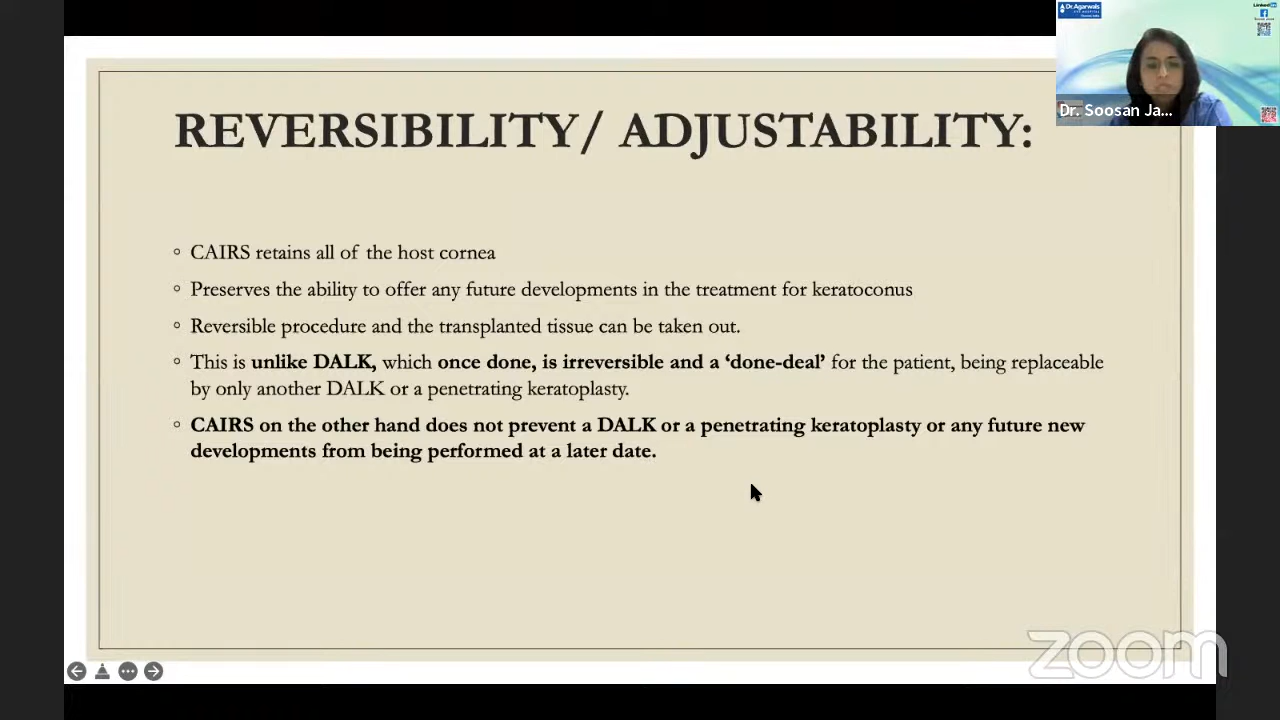 Dr.Agarwals
LinkedIn
Dr. Soosan Ja...
REVERSIBILITY/ ADJUSTABILITY:
◦ CAIRS retains all of the host cornea
◦ Preserves the ability to offer any future developments in the treatment for keratoconus
◦ Reversible procedure and the transplanted tissue can be taken out.
◦ This is unlike DALK, which once done, is irreversible and a ‘done-deal’ for the patient, being replaceable
by only another DALK or a penetrating keratoplasty.
◦ CAIRS on the other hand does not prevent a DALK or a penetrating keratoplasty or any future new
developments from being performed at a later date.
zoom